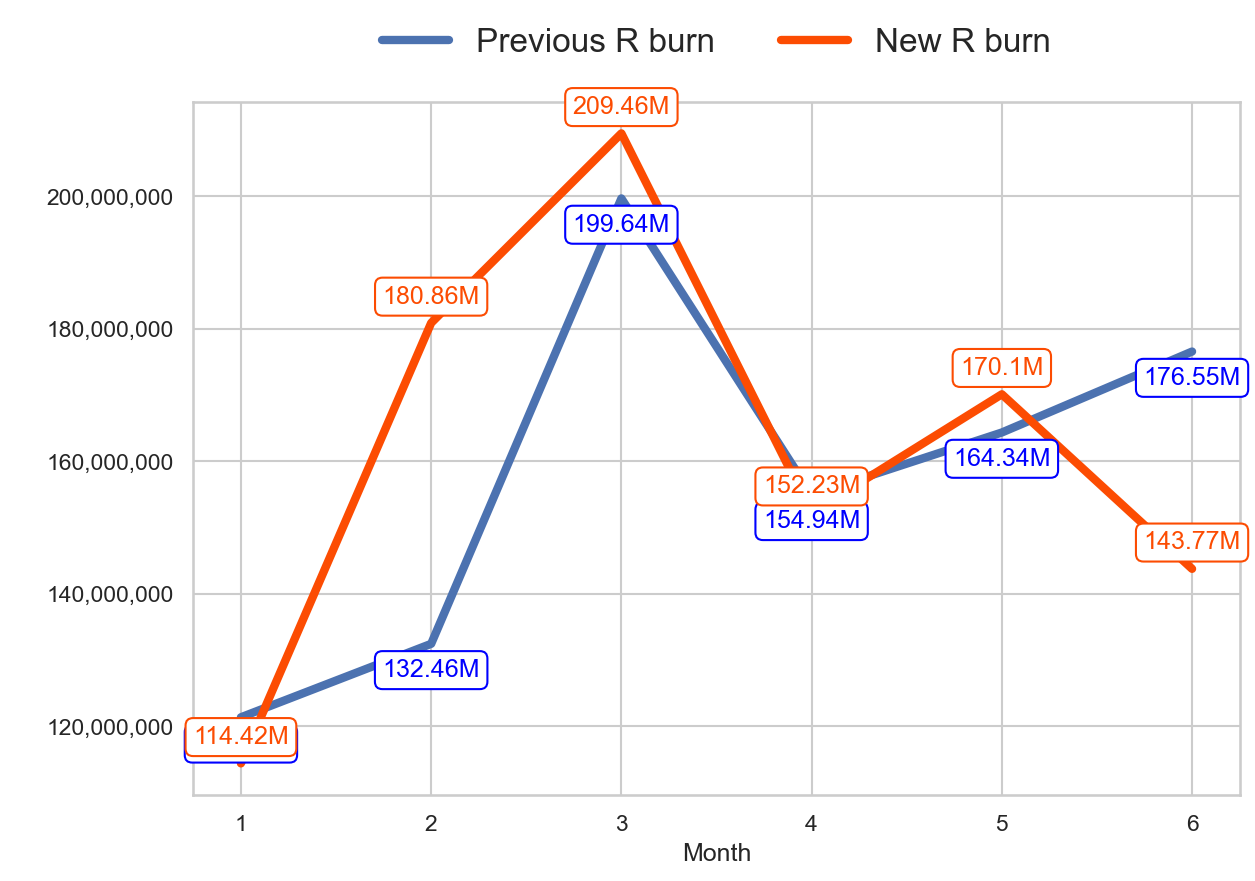 Previous R burn New R burn
209.46M
200,000,000
199.64M
180.86M
180,000,000
170.1M
176.55M
160,000,000
164.34M
152.23M
154.94M
143.77M
140,000,000
132.46M
120,000,000
114.42M
1 2 3 4 5 6
Month